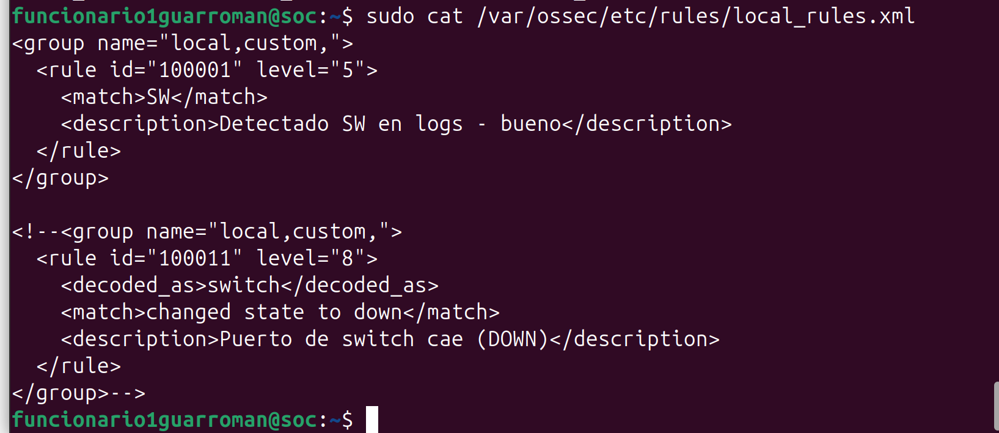 funcionario1guarroman@soc:~$ sudo cat /var/ossec/etc/rules/local_rules.xml
<group name="local,custom,">
  <rule id="100001" level="5">
    <match>SW</match>
    <description>Detectado SW en logs - bueno</description>
  </rule>
</group>

<!--<group name="local,custom,">
  <rule id="100011" level="8">
    <decoded_as>switch</decoded_as>
    <match>changed state to down</match>
    <description>Puerto de switch cae (DOWN)</description>
  </rule>
</group>-->
funcionario1guarroman@soc:~$